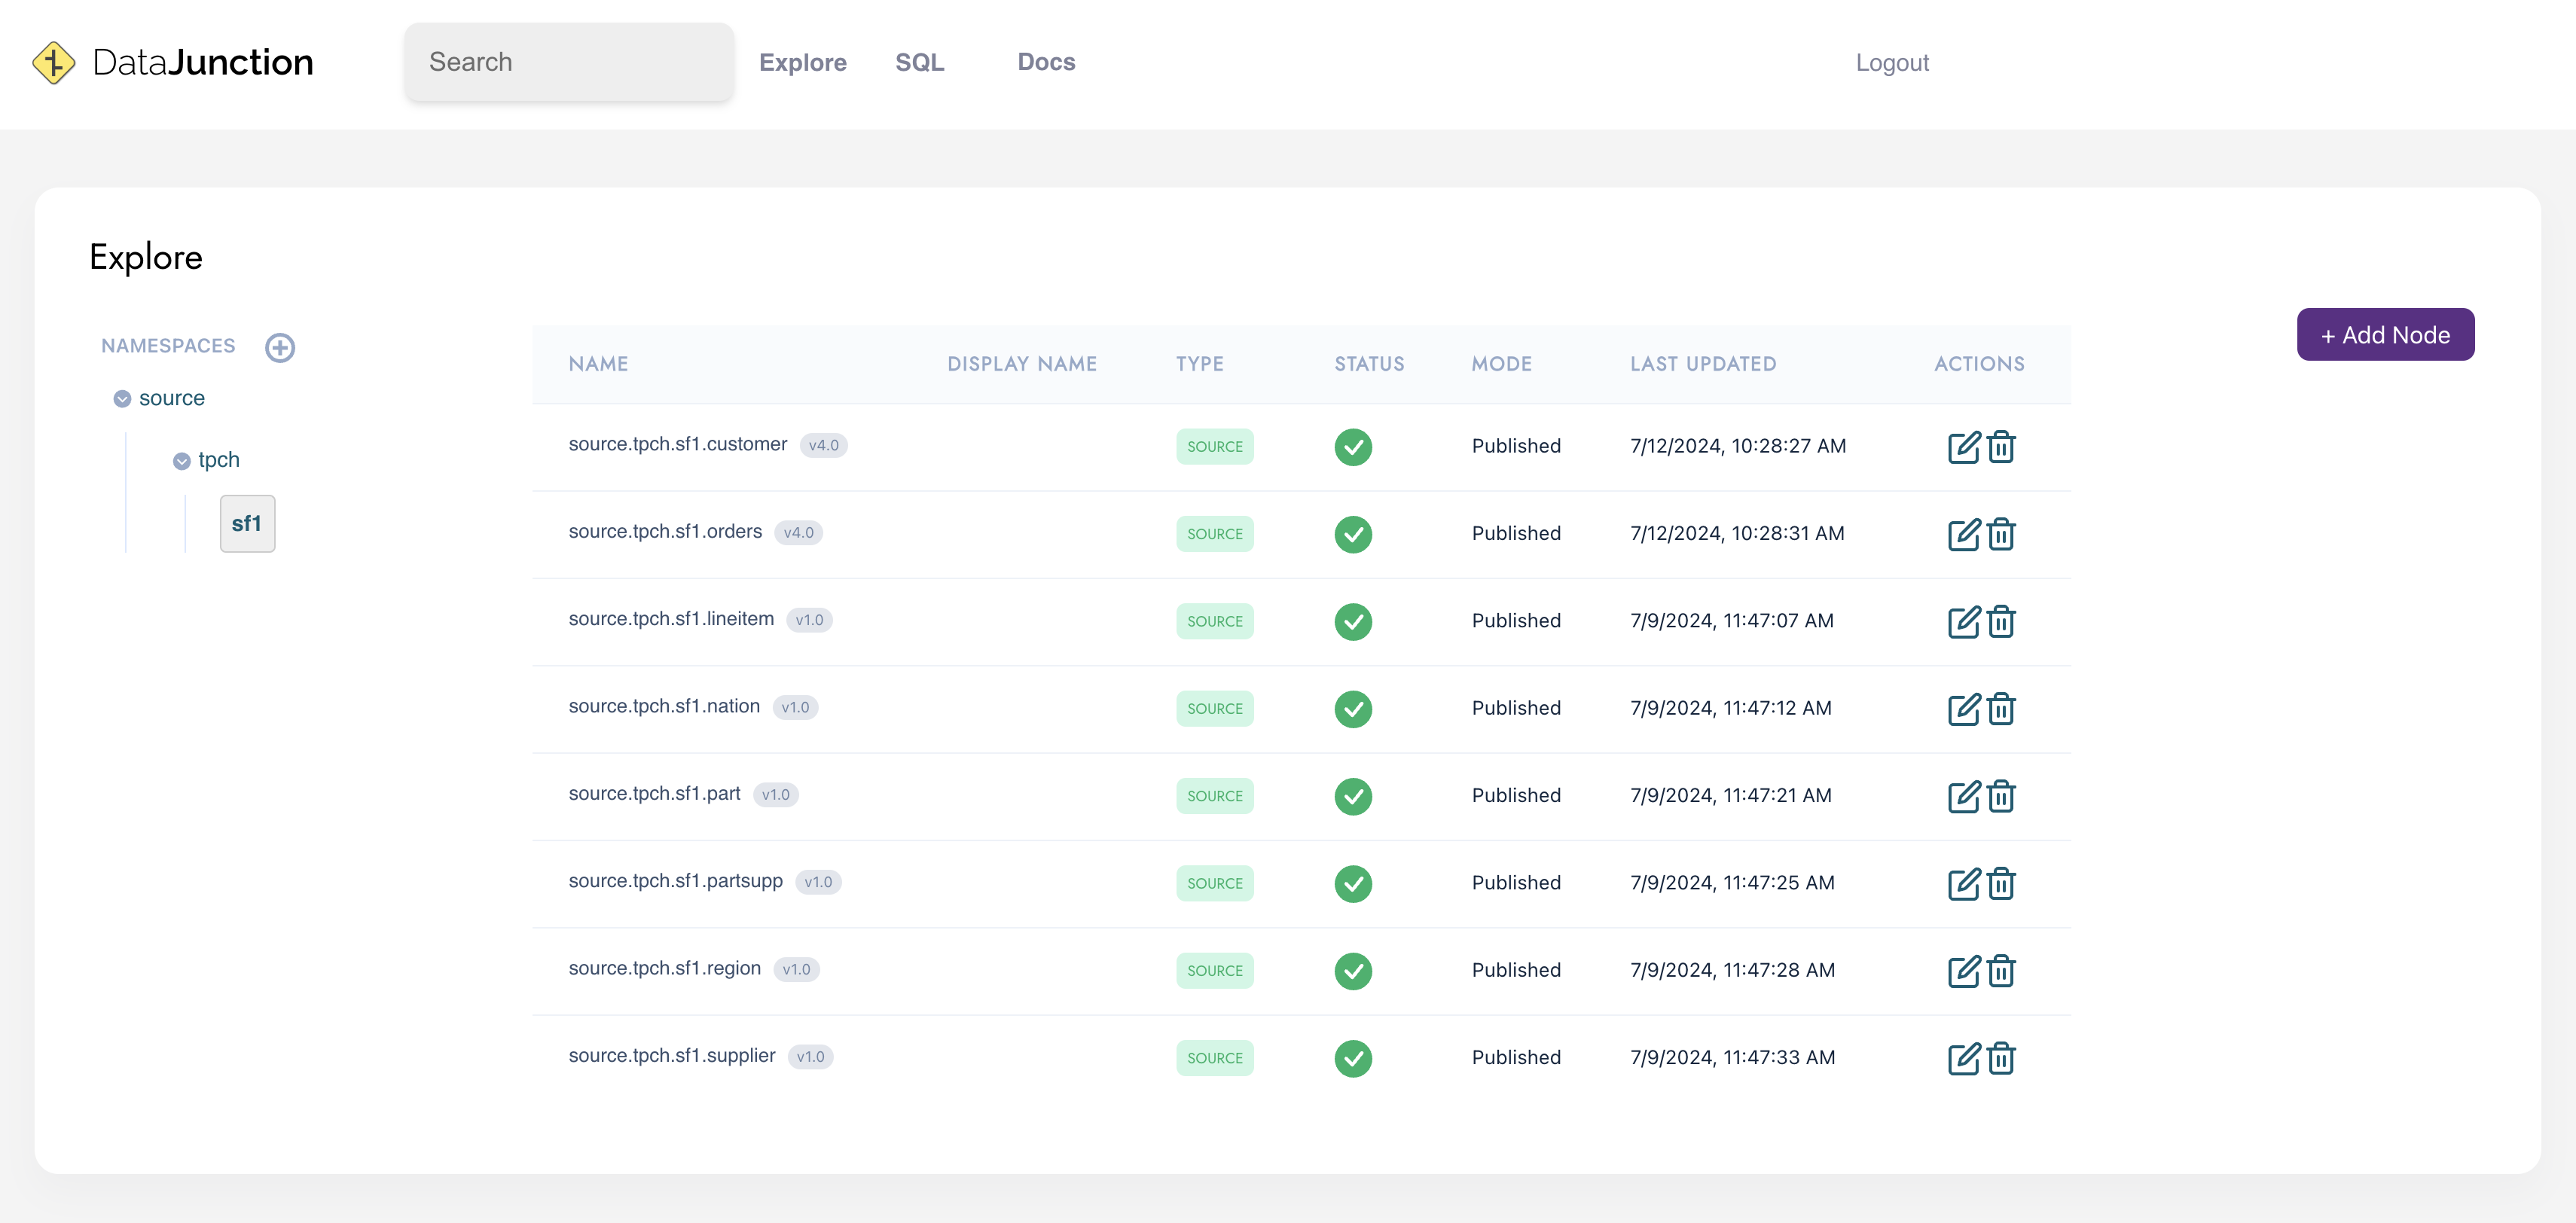 DataJunction
Search
Explore
SQL
Docs
Logout
Explore
NAMESPACES
source
tpch
sf1
+ Add Node
NAME DISPLAY NAME TYPE STATUS MODE LAST UPDATED ACTIONS
source.tpch.sf1.customer v4.0 SOURCE Published 7/12/2024, 10:28:27 AM
source.tpch.sf1.orders v4.0 SOURCE Published 7/12/2024, 10:28:31 AM
source.tpch.sf1.lineitem v1.0 SOURCE Published 7/9/2024, 11:47:07 AM
source.tpch.sf1.nation v1.0 SOURCE Published 7/9/2024, 11:47:12 AM
source.tpch.sf1.part v1.0 SOURCE Published 7/9/2024, 11:47:21 AM
source.tpch.sf1.partsupp v1.0 SOURCE Published 7/9/2024, 11:47:25 AM
source.tpch.sf1.region v1.0 SOURCE Published 7/9/2024, 11:47:28 AM
source.tpch.sf1.supplier v1.0 SOURCE Published 7/9/2024, 11:47:33 AM